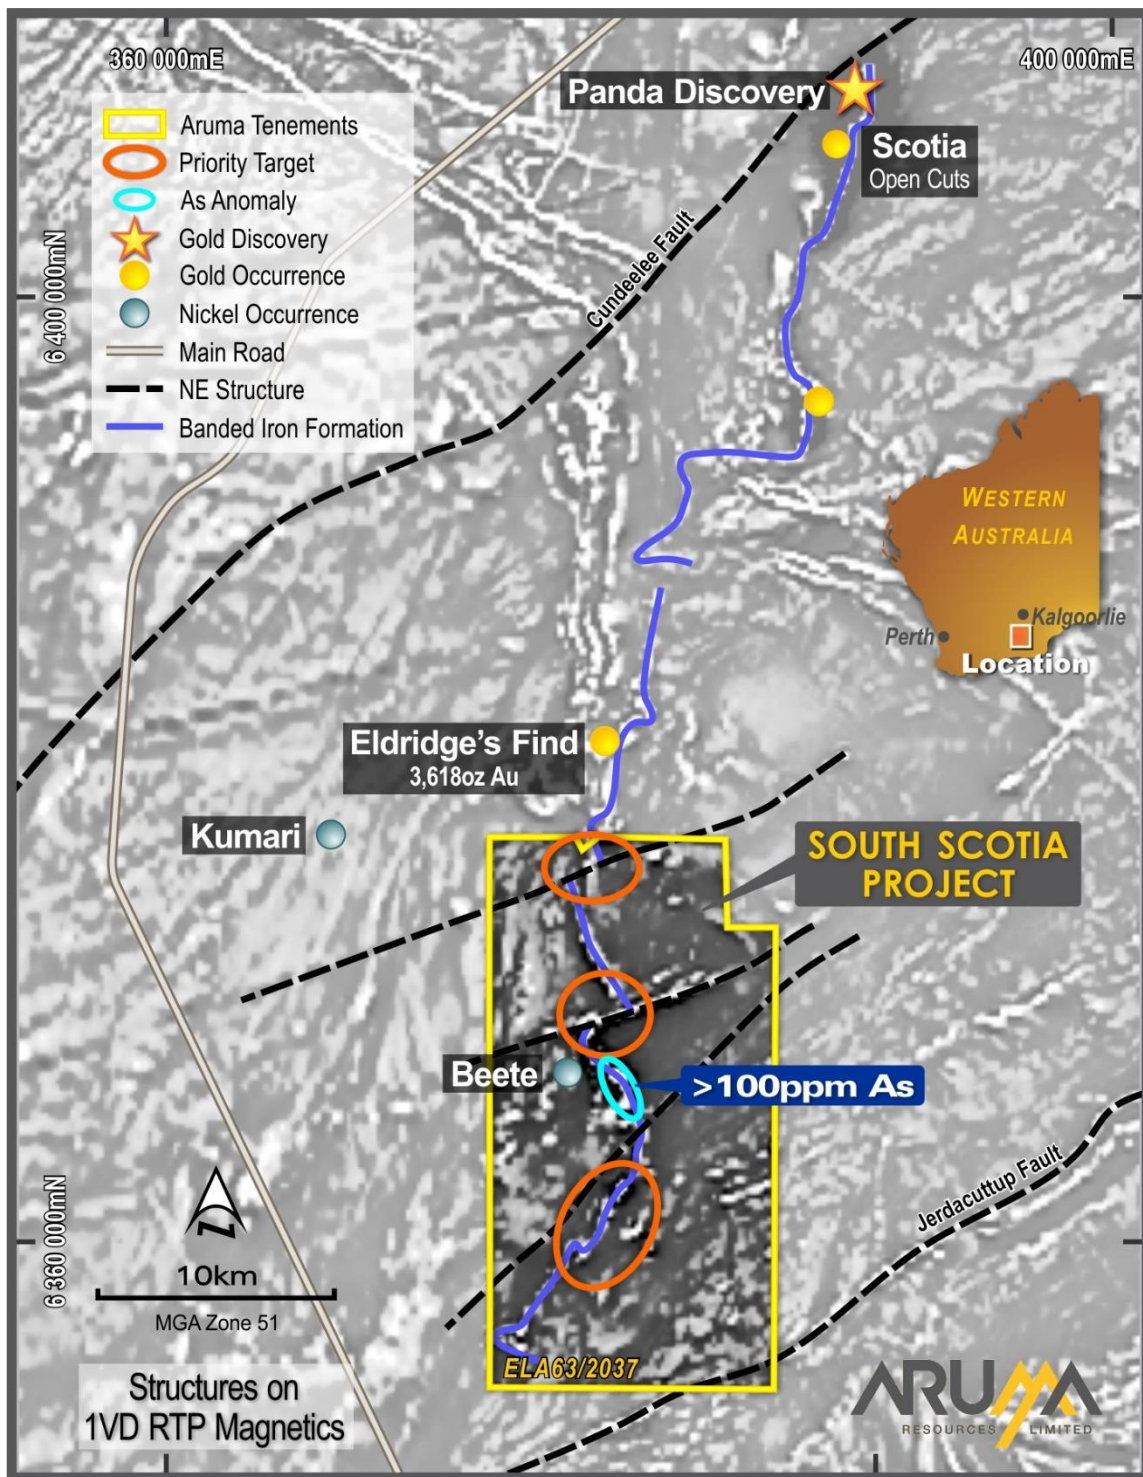 360 000mE
400 000mE
Panda Discovery
Aruma Tenements
Priority Target
As Anomaly
Gold Discovery
Gold Occurrence
Nickel Occurrence
Main Road
NE Structure
Banded Iron Formation
Scotia
Open Cuts
6 400 000mN
Cundeelee Fault
WESTERN
AUSTRALIA
Kalgoorlie
Perth
Location
Eldridge's Find
3,618oz Au
Kumari
SOUTH SCOTIA
PROJECT
Beete
>100ppm As
Jerdacuttup Fault
6 360 000mN
10km
MGA Zone 51
ELA63/2037
Structures on
1VD RTP Magnetics
ARUMA
RESOURCES LIMITED